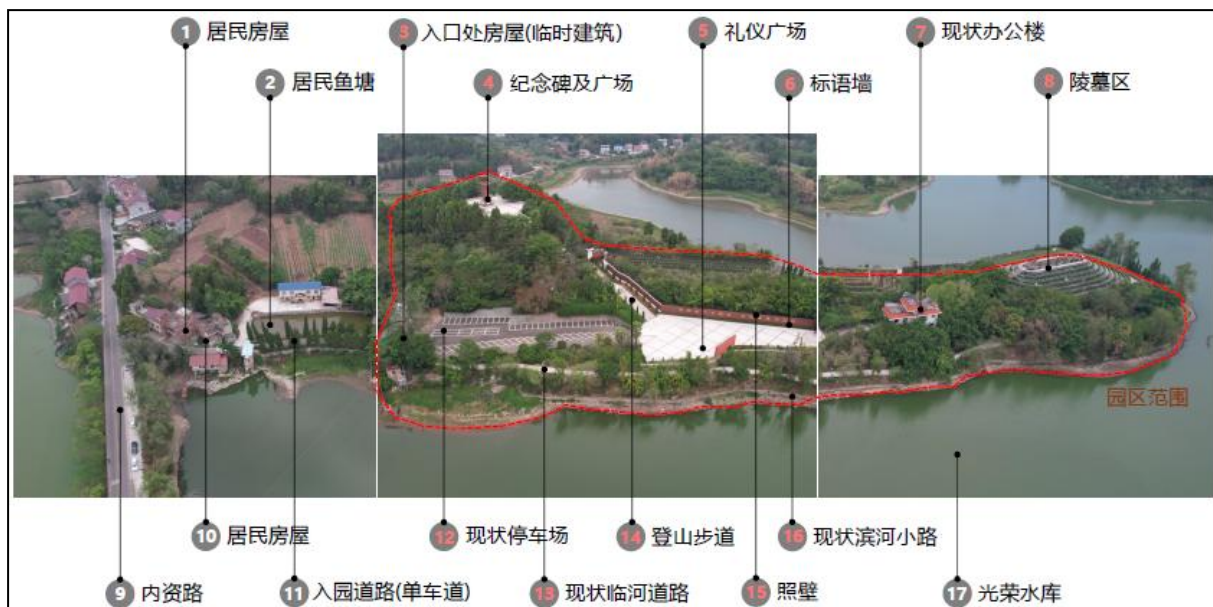 1 居民房屋
3 入口处房屋(临时建筑)
5 礼仪广场
7 现状办公楼
2 居民鱼塘
4 纪念碑及广场
6 标语墙
8 陵墓区
园区范围
10 居民房屋
12 现状停车场
14 登山步道
16 现状滨河小路
9 内资路
11 入园道路(单车道)
13 现状临河道路
15 照壁
17 光荣水库